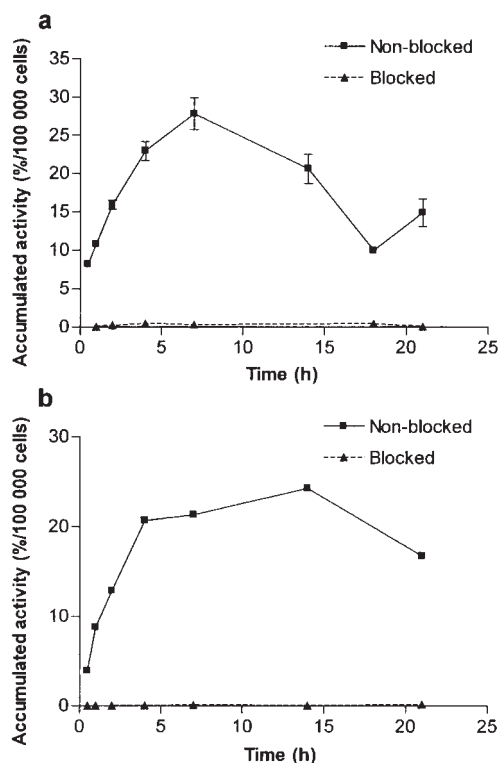 a
Accumulated activity (%/100 000 cells)
35
30
25
20
15
10
5
0
Non-blocked
Blocked
0 5 10 15 20 25
Time (h)
b
Accumulated activity (%/100 000 cells)
30
20
10
0
Non-blocked
Blocked
0 5 10 15 20 25
Time (h)